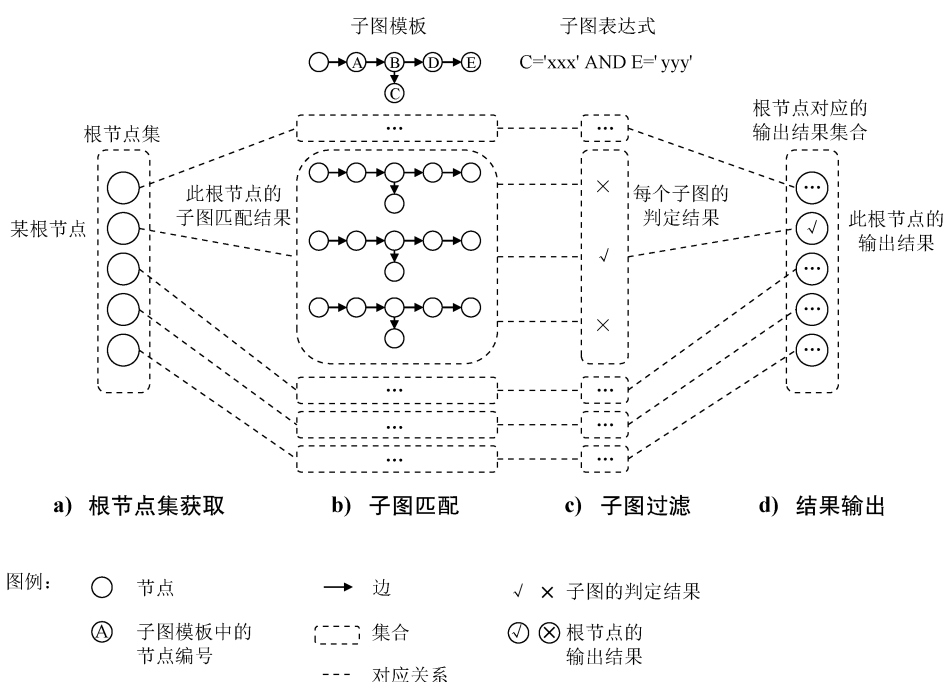 子图模板
子图表达式
A B D E
C
C='xxx' AND E='yyy'
根节点集
根节点对应的
输出结果集合
...
...
...
某根节点
此根节点的
子图匹配结果
×
√
×
每个子图的
判定结果
√
...
...
...
此根节点的
输出结果
...
...
...
...
...
...
a) 根节点集获取
b) 子图匹配
c) 子图过滤
d) 结果输出
图例:
节点
边
√ × 子图的判定结果
A 子图模板中的
节点编号
集合
√ × 根节点的
输出结果
对应关系